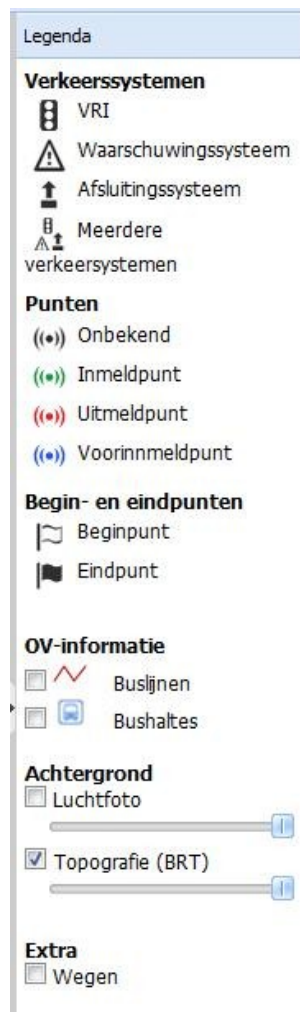 Legenda
Verkeerssystemen
VRI
Waarschuwingssysteem
Afsluitingssysteem
Meerdere
verkeersystemen
Punten
Onbekend
Inmeldpunt
Uitmeldpunt
Voorinnmeldpunt
Begin- en eindpunten
Beginpunt
Eindpunt
OV-informatie
Buslijnen
Bushaltes
Achtergrond
Luchtfoto
Topografie (BRT)
Extra
Wegen